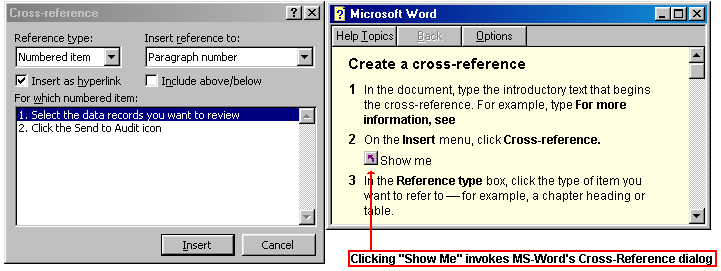 Cross-reference
Reference type:
Insert reference to:
Numbered item
Paragraph number
Insert as hyperlink
Include above/below
For which numbered item:
1. Select the data records you want to review
2. Click the Send to Audit icon
Insert
Cancel
Microsoft Word
Help Topics
Back
Options
Create a cross-reference
1 In the document, type the introductory text that begins
the cross-reference. For example, type For more
information, see
2 On the Insert menu, click Cross-reference.
Show me
3 In the Reference type box, click the type of item you
want to refer to — for example, a chapter heading or
table.
Clicking "Show Me" invokes MS-Word's Cross-Reference dialog